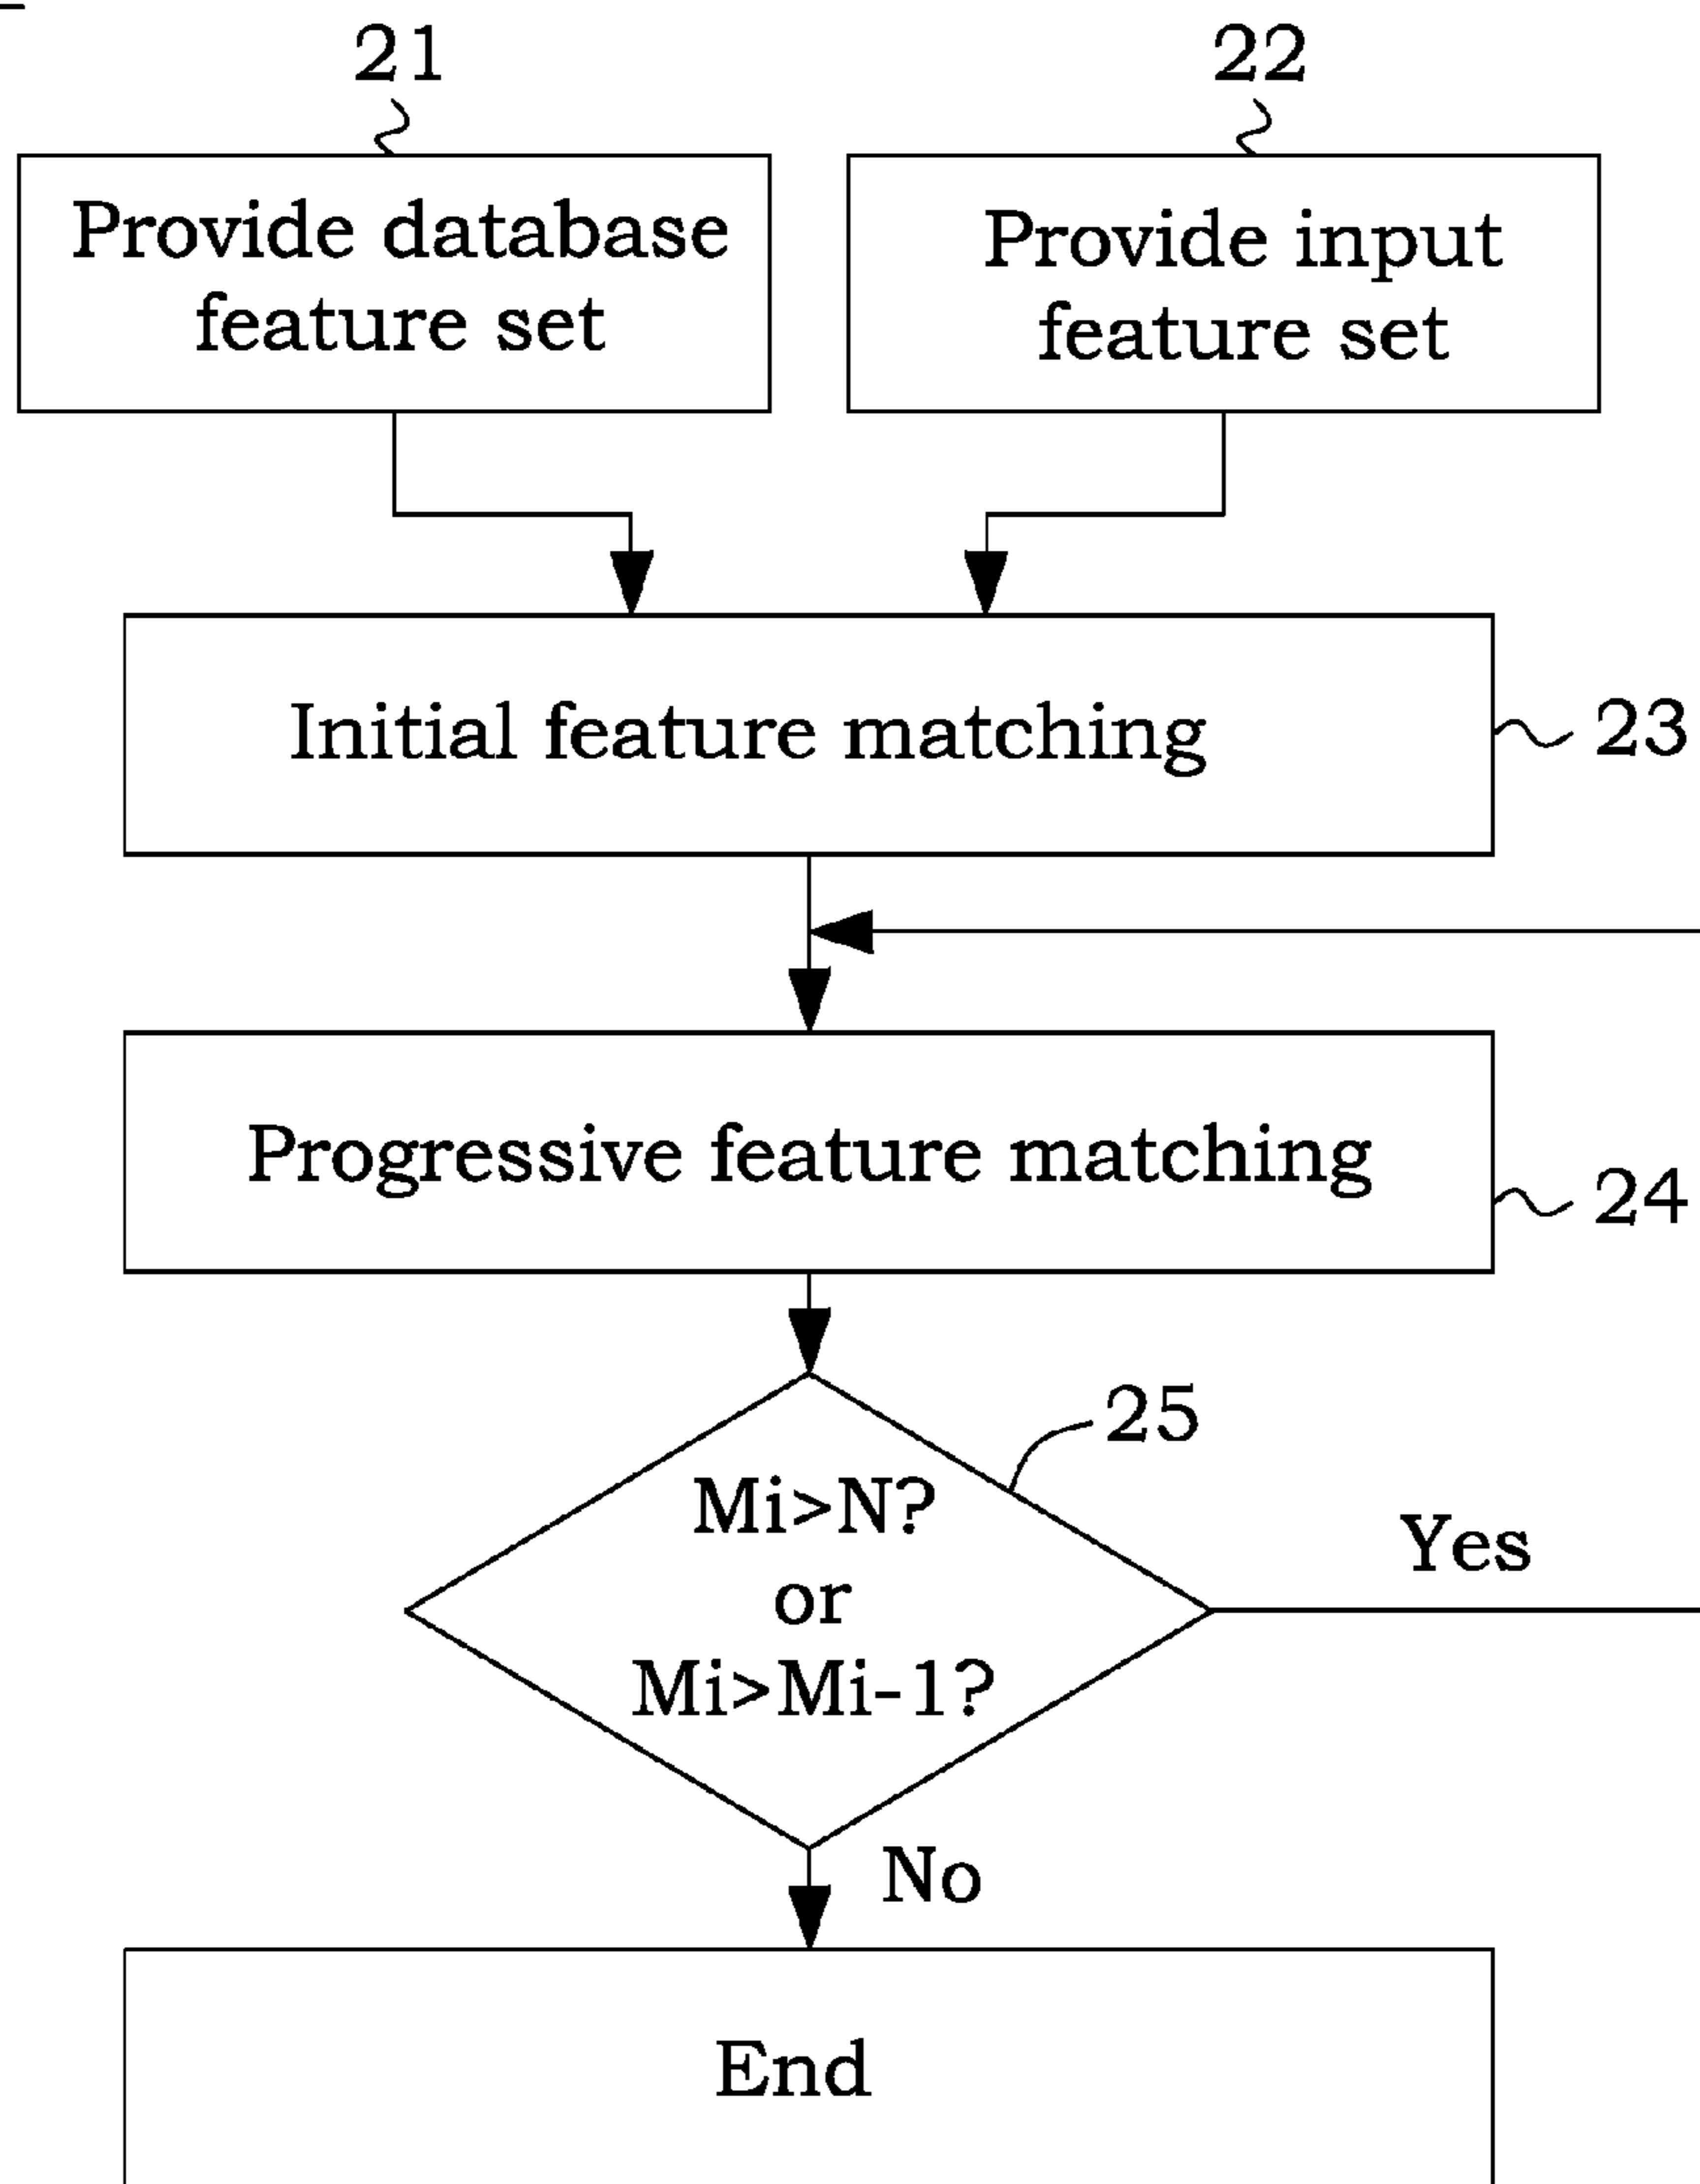 21
22
Provide database
feature set
Provide input
feature set
Initial feature matching
23
Progressive feature matching
24
25
Mi>N?
or
Mi>Mi-1?
Yes
No
End